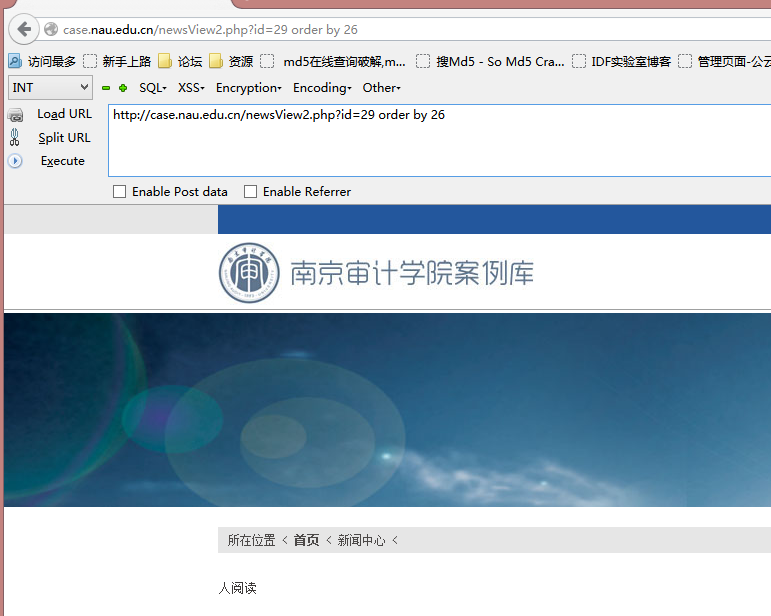 case.nau.edu.cn/newsView2.php?id=29 order by 26
访问最多 新手上路 论坛 资源 md5在线查询破解,m... 搜Md5 - So Md5 Cra... IDF实验室博客 管理页面-公云
INT SQL- XSS- Encryption- Encoding- Other-
Load URL http://case.nau.edu.cn/newsView2.php?id=29 order by 26
Split URL
Execute
Enable Post data Enable Referrer
南京审计学院案例库
所在位置 < 首页 < 新闻中心 <
人阅读